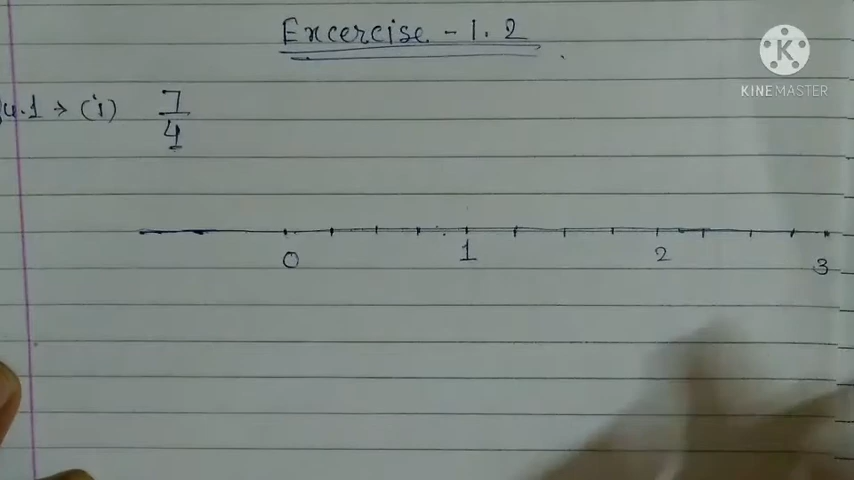 Excercise - 1.2
K
KINEMASTER
Q.1 → (i) 7/4
0 1 2 3